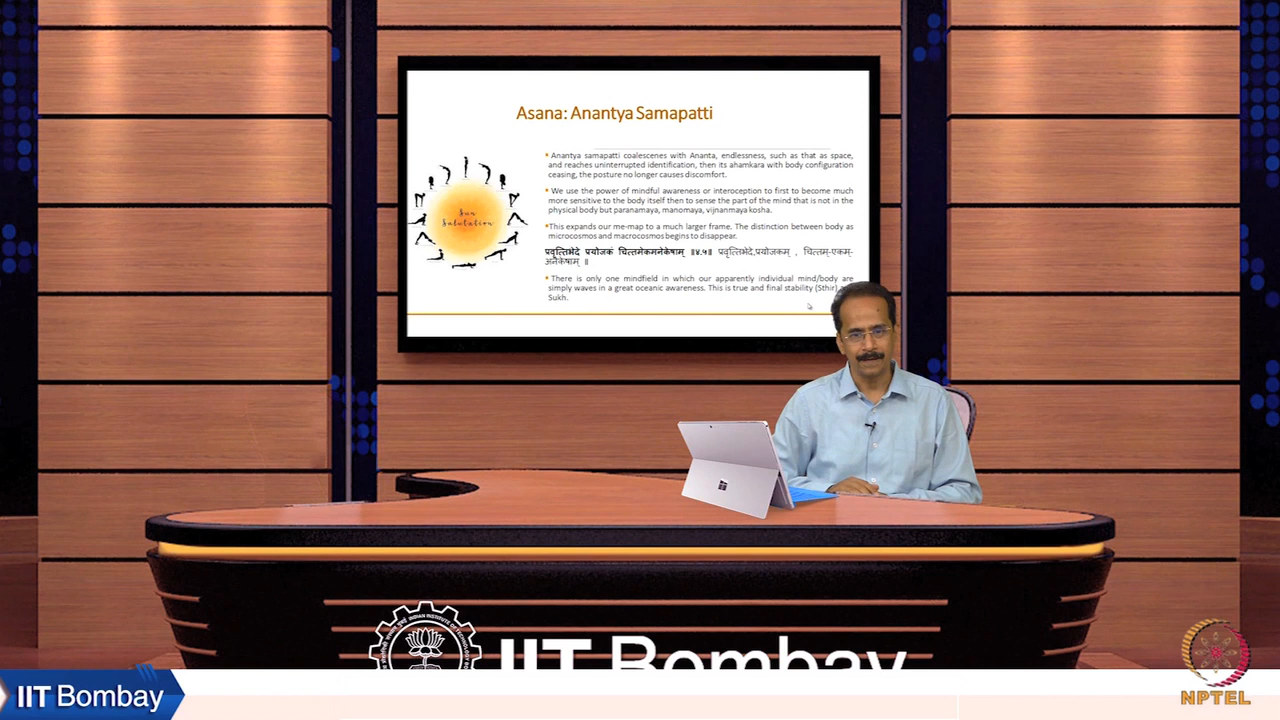 Asana: Anantya Samapatti
Sun
Salutation
• Anantya samapatti coalescenes with Ananta, endlessness, such as that as space,
and reaches uninterrupted identification, then its ahamkara with body configuration
ceasing, the posture no longer causes discomfort.
• We use the power of mindful awareness or interoception to first to become much
more sensitive to the body itself then to sense the part of the mind that is not in the
physical body but paranamaya, manomaya, vijnanmaya kosha.
•This expands our me-map to a much larger frame. The distinction between body as
microcosmos and macrocosmos begins to disappear.
प्रवृत्तिभेदे प्रयोजकं चित्तमेकमनेकेषाम् ॥४.५॥ प्रवृत्तिभेदे,प्रयोजकम् , चित्तम्-एकम्-
अनेकेषाम् ॥
• There is only one mindfield in which our apparently individual mind/body are
simply waves in a great oceanic awareness. This is true and final stability (Sthir)
Sukh.
IIT Bombay
IIT Bombay
NPTEL